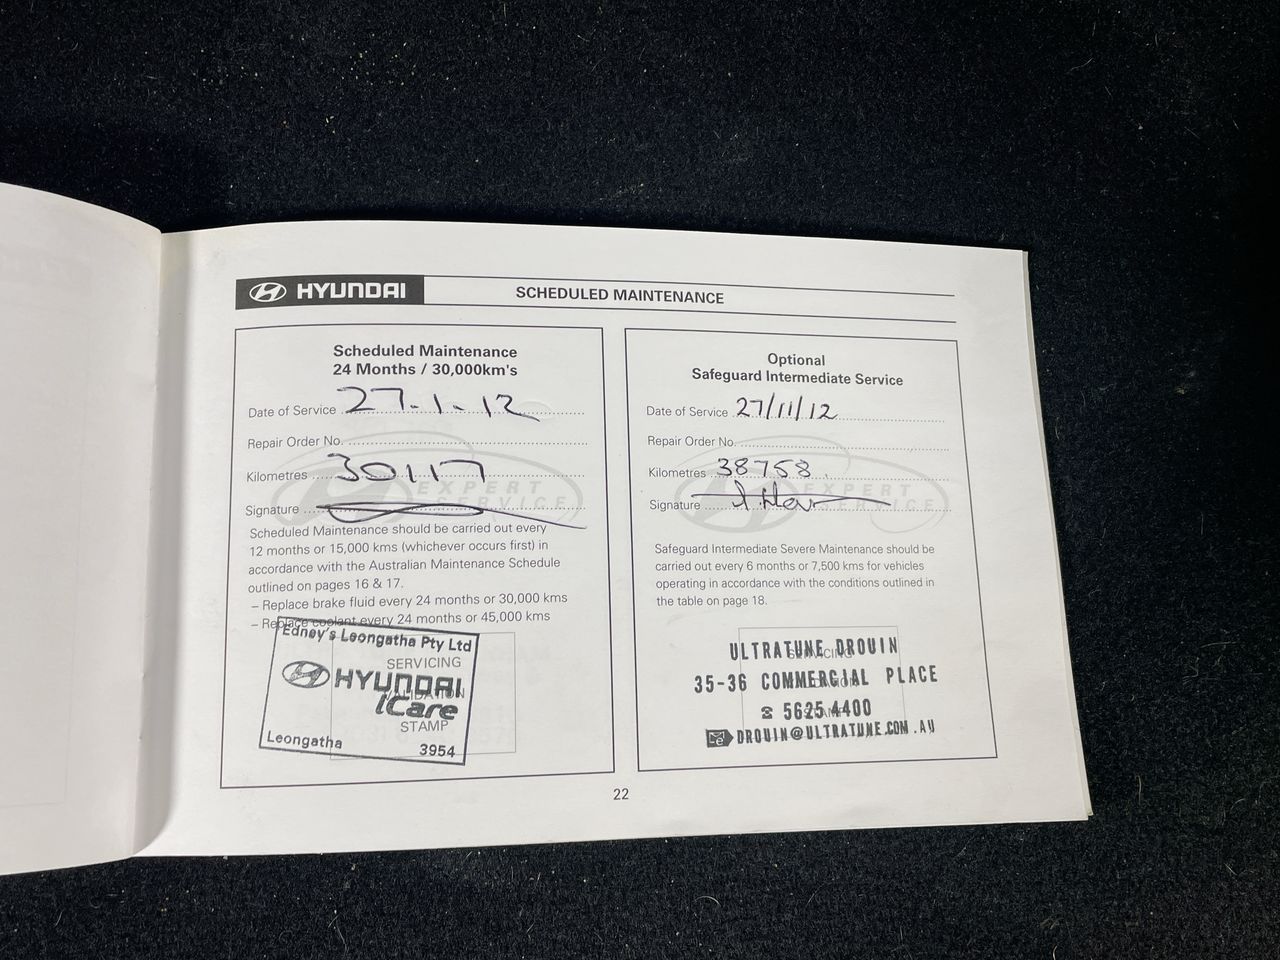 HYUNDAI
SCHEDULED MAINTENANCE
Scheduled Maintenance
24 Months / 30,000km's
Date of Service 27-1-12
Repair Order No.
Kilometres 30117
EXPERT
SERVICE
Signature
Scheduled Maintenance should be carried out every
12 months or 15,000 kms (whichever occurs first) in
accordance with the Australian Maintenance Schedule
outlined on pages 16 & 17.
– Replace brake fluid every 24 months or 30,000 kms
– Replace coolant every 24 months or 45,000 kms
Edney's Leongatha Pty Ltd
SERVICING
HYUNDAI
VALIDATION
iCare
STAMP
Leongatha 3954
Optional
Safeguard Intermediate Service
Date of Service 27/11/12
Repair Order No.
Kilometres 38758
EXPERT
SERVICE
Signature
Safeguard Intermediate Severe Maintenance should be
carried out every 6 months or 7,500 kms for vehicles
operating in accordance with the conditions outlined in
the table on page 18.
ULTRATUNE DROUIN
SERVICING
35-36 COMMERCIAL PLACE
5625 4400
STAMP
DROUIN@ULTRATUNE.COM.AU
22